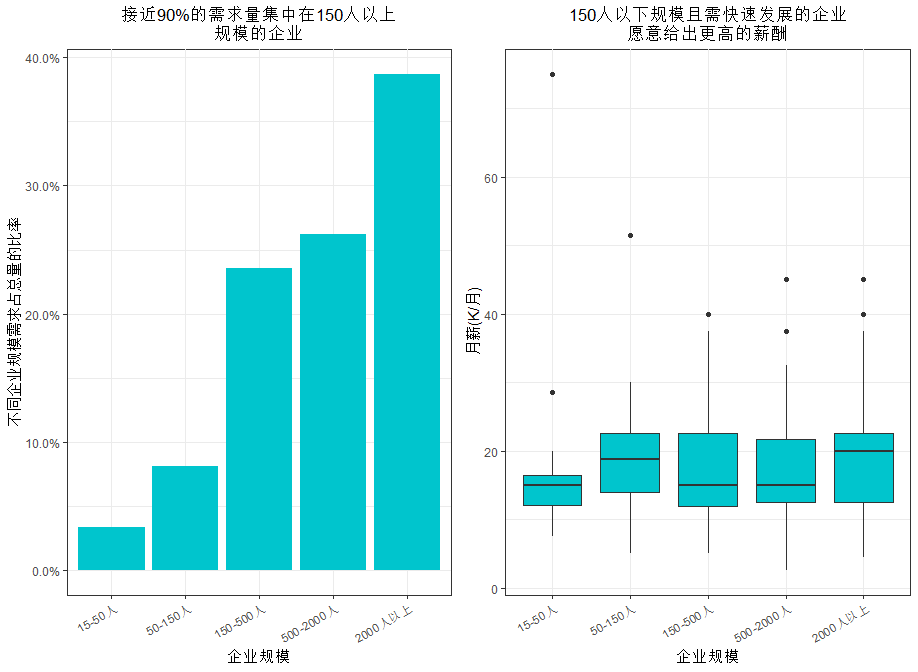 接近90%的需求量集中在150人以上
规模的企业
不同企业规模需求占总量的比率
40.0%
30.0%
20.0%
10.0%
0.0%
15-50人
50-150人
150-500人
500-2000人
2000人以上
企业规模
150人以下规模且需快速发展的企业
愿意给出更高的薪酬
月薪(K/月)
60
40
20
0
15-50人
50-150人
150-500人
500-2000人
2000人以上
企业规模